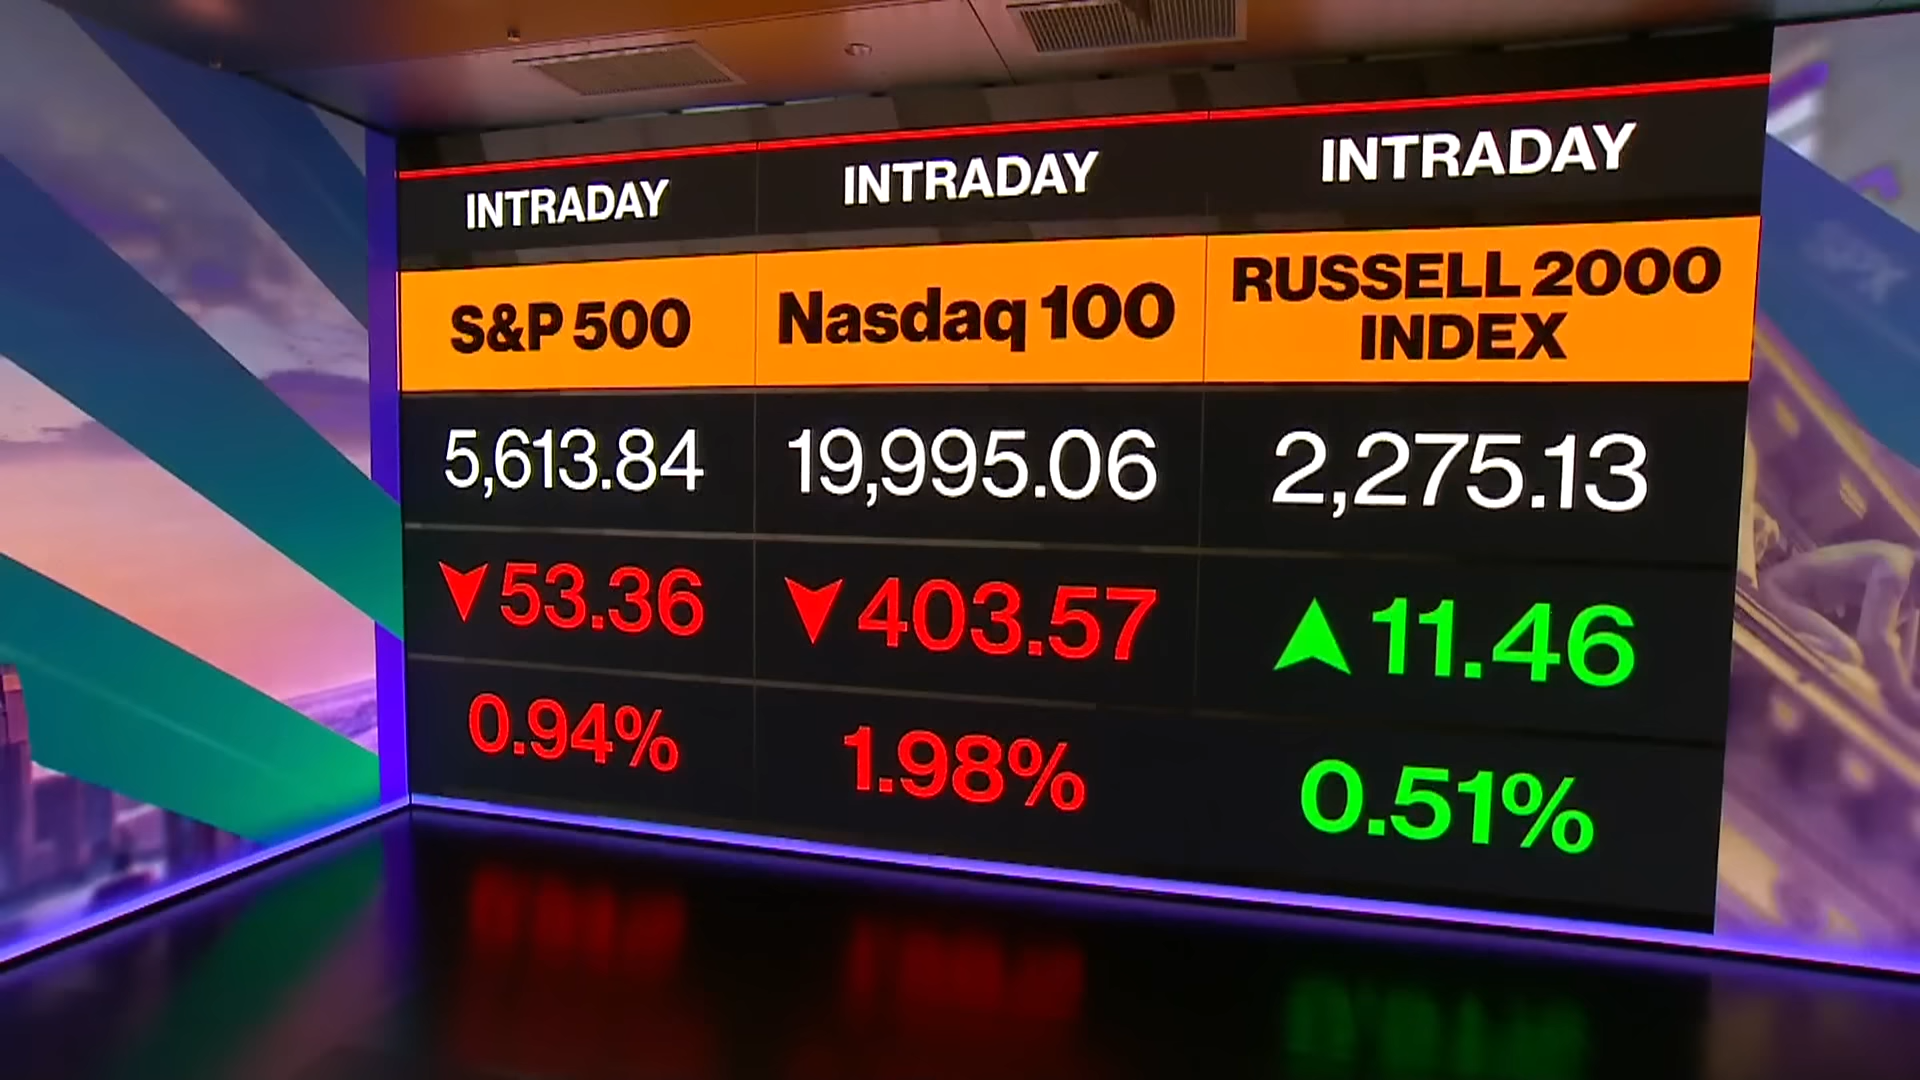 INTRADAY
INTRADAY
INTRADAY
S&P 500
Nasdaq 100
RUSSELL 2000
INDEX
5,613.84
19,995.06
2,275.13
▼53.36
▼403.57
▲11.46
0.94%
1.98%
0.51%